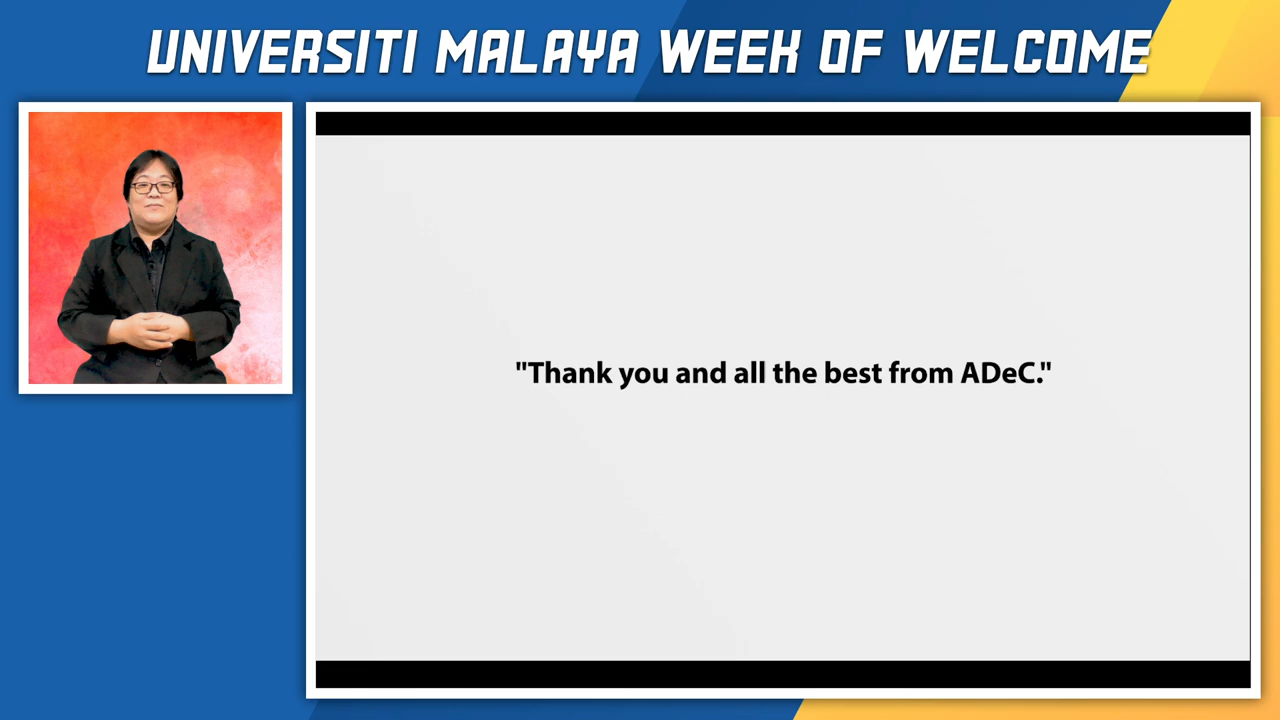 UNIVERSITI MALAYA WEEK OF WELCOME
"Thank you and all the best from ADeC."